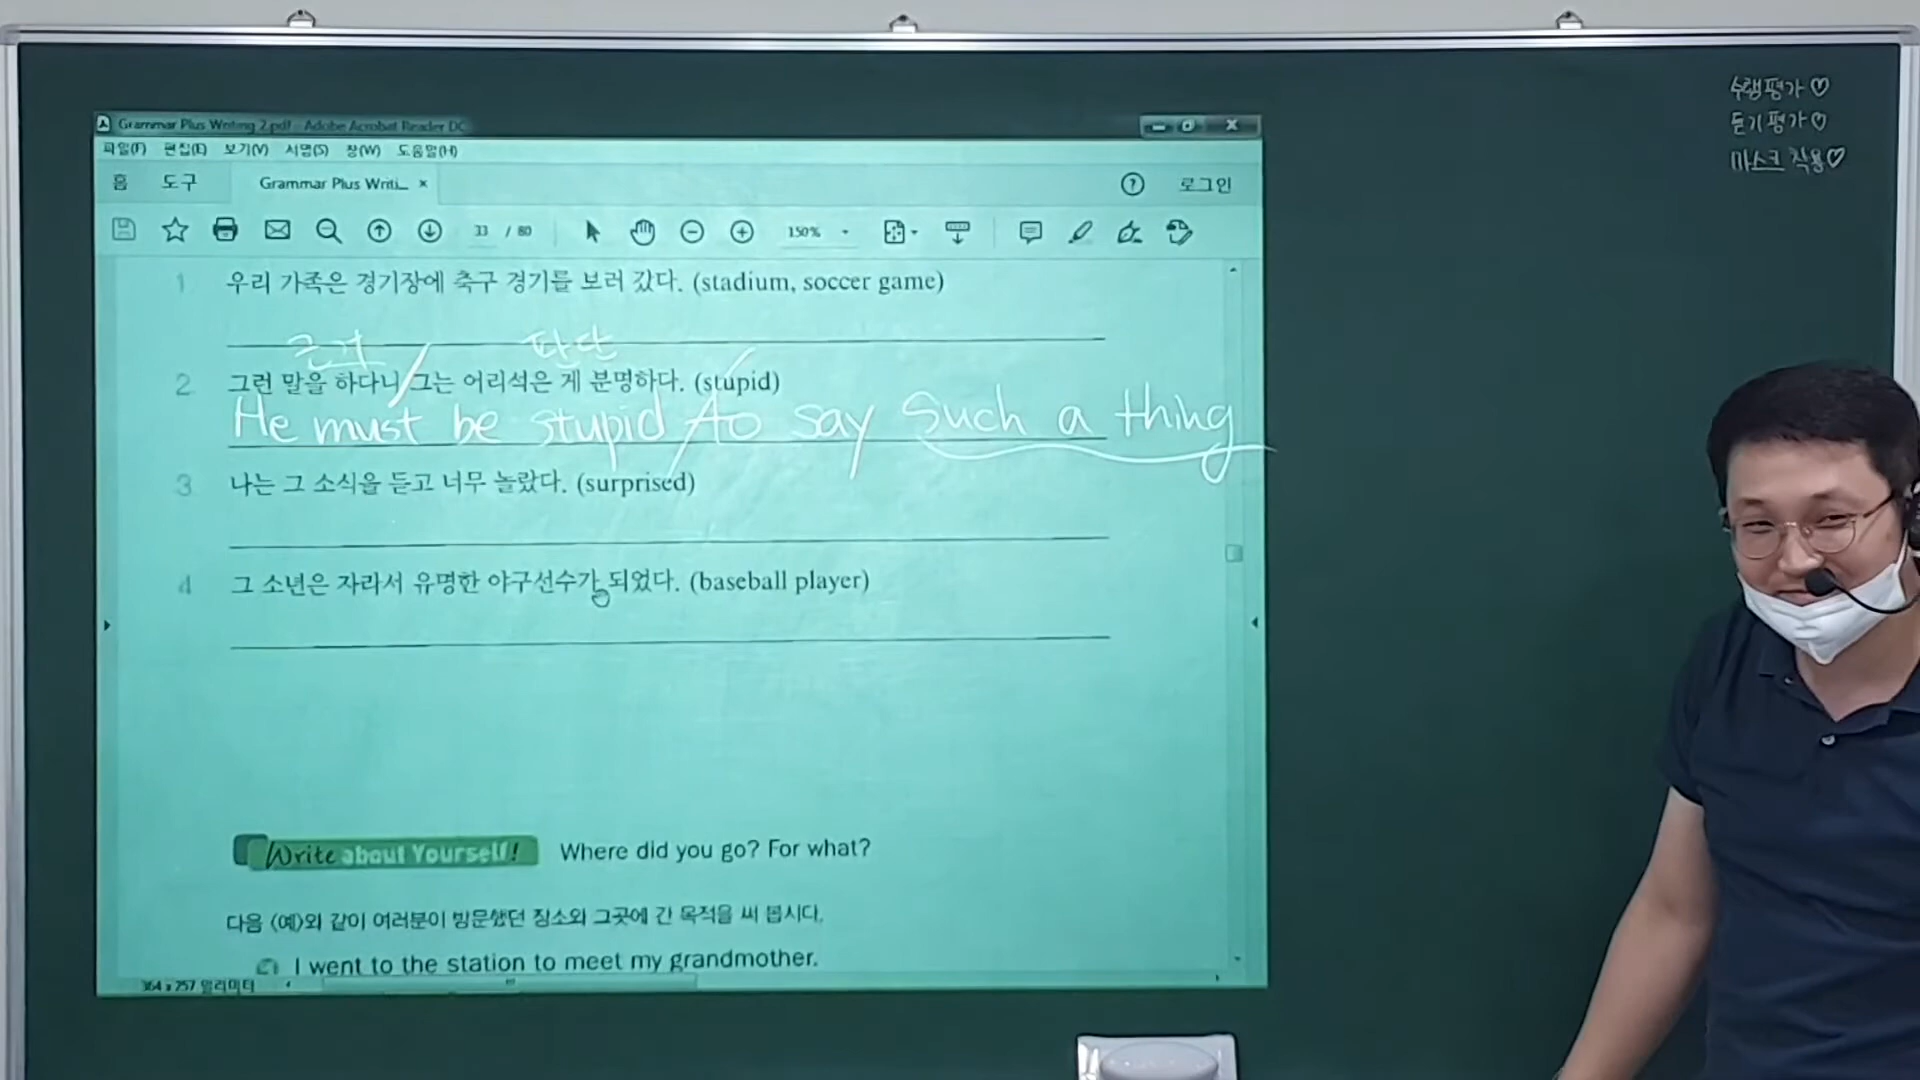 수행평가♡
듣기평가♡
마스크 착용♡
Grammar Plus Writing 2.pdf - Adobe Acrobat Reader DC
파일(F) 편집(E) 보기(V) 서명(S) 창(W) 도움말(H)
홈 도구 Grammar Plus Writi... × ? 로그인
33 / 80 150%
1 우리 가족은 경기장에 축구 경기를 보러 갔다. (stadium, soccer game)
근거 판단
2 그런 말을 하다니 그는 어리석은 게 분명하다. (stupid)
He must be stupid to say such a thing
3 나는 그 소식을 듣고 너무 놀랐다. (surprised)
4 그 소년은 자라서 유명한 야구선수가 되었다. (baseball player)
Write about Yourself! Where did you go? For what?
다음 〈예〉와 같이 여러분이 방문했던 장소와 그곳에 간 목적을 써 봅시다.
I went to the station to meet my grandmother.
364 x 257 밀리미터